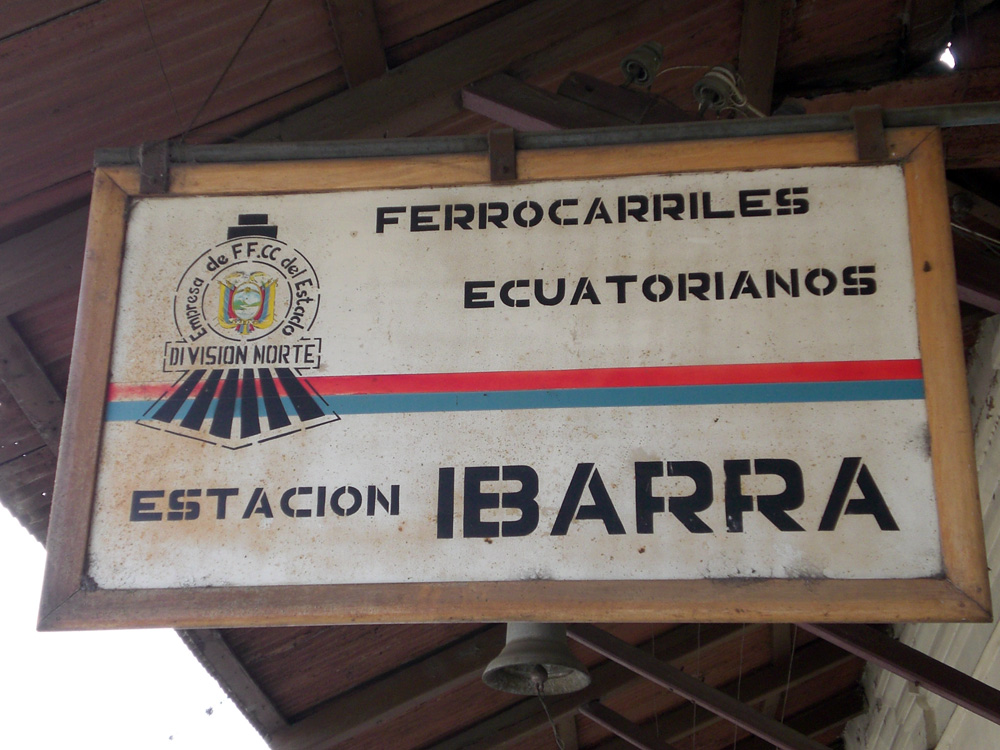 FERROCARRILES
ECUATORIANOS
Empresa de FF.CC del Estado
DIVISION NORTE
ESTACION IBARRA